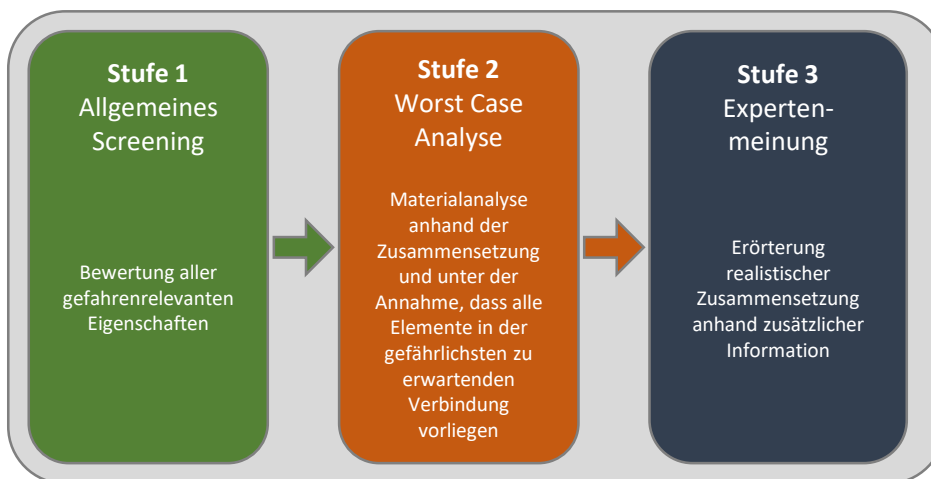 Stufe 1
Allgemeines
Screening
Bewertung aller
gefahrenrelevanten
Eigenschaften
Stufe 2
Worst Case
Analyse
Materialanalyse
anhand der
Zusammensetzung
und unter der
Annahme, dass alle
Elemente in der
gefährlichsten zu
erwartenden
Verbindung
vorliegen
Stufe 3
Experten-
meinung
Erörterung
realistischer
Zusammensetzung
anhand zusätzlicher
Information